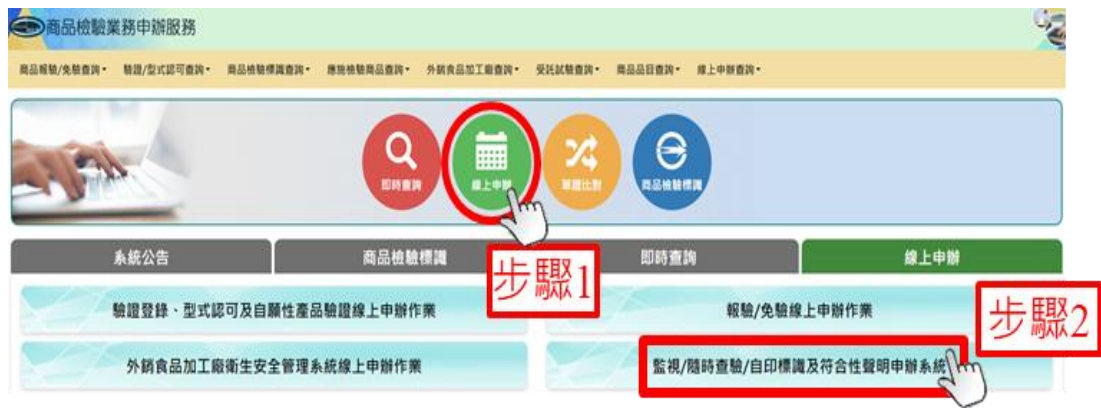 商品檢驗業務申辦服務
商品報驗/免驗查詢 驗證/型式認可查詢 商品檢驗標識查詢 應施檢驗商品查詢 外銷食品加工廠查詢 受託試驗查詢 商品品目查詢 線上申辦查詢
即時查詢 線上申辦 單證比對 商品檢驗標識
系統公告 商品檢驗標識 即時查詢 線上申辦
步驟1
驗證登錄、型式認可及自願性產品驗證線上申辦作業 報驗/免驗線上申辦作業
步驟2
外銷食品加工廠衛生安全管理系統線上申辦作業 監視/隨時查驗/自印標識及符合性聲明申辦系統